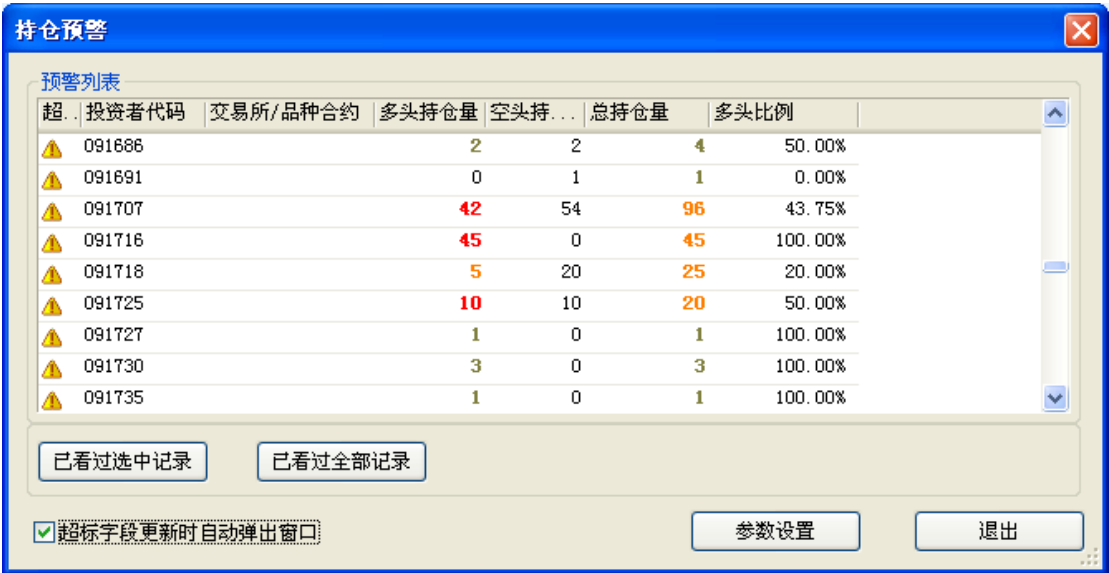 持仓预警
预警列表
超.. 投资者代码 交易所/品种合约 多头持仓量 空头持... 总持仓量 多头比例
091686 2 2 4 50.00%
091691 0 1 1 0.00%
091707 42 54 96 43.75%
091716 45 0 45 100.00%
091718 5 20 25 20.00%
091725 10 10 20 50.00%
091727 1 0 1 100.00%
091730 3 0 3 100.00%
091735 1 0 1 100.00%
已看过选中记录 已看过全部记录
超标字段更新时自动弹出窗口 参数设置 退出